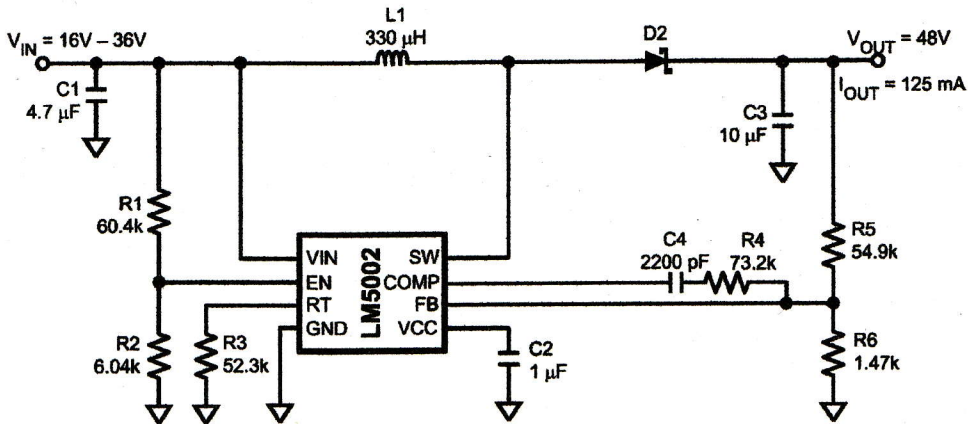 L1
330 μH
D2
V_IN = 16V – 36V
V_OUT = 48V
I_OUT = 125 mA
C1
4.7 μF
C3
10 μF
R1
60.4k
R5
54.9k
C4
2200 pF
R4
73.2k
VIN
EN
RT
GND
LM5002
SW
COMP
FB
VCC
R2
6.04k
R3
52.3k
C2
1 μF
R6
1.47k